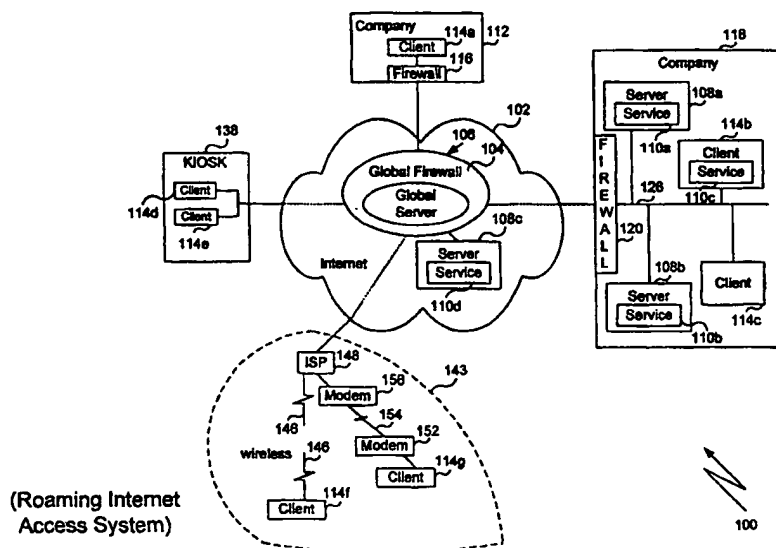 Company
Client
114a
Firewall
116
112
118
Company
Server
Service
108a
110a
114b
Client
Service
110c
126
FIREWALL
120
108b
Server
Service
110b
Client
114c
102
106
104
Global Firewall
Global
Server
108c
Server
Service
110d
Internet
138
KIOSK
Client
114d
Client
114e
148
ISP
143
Modem
156
154
146
Modem
152
146
wireless
Client
114g
Client
114f
(Roaming Internet
Access System)
100